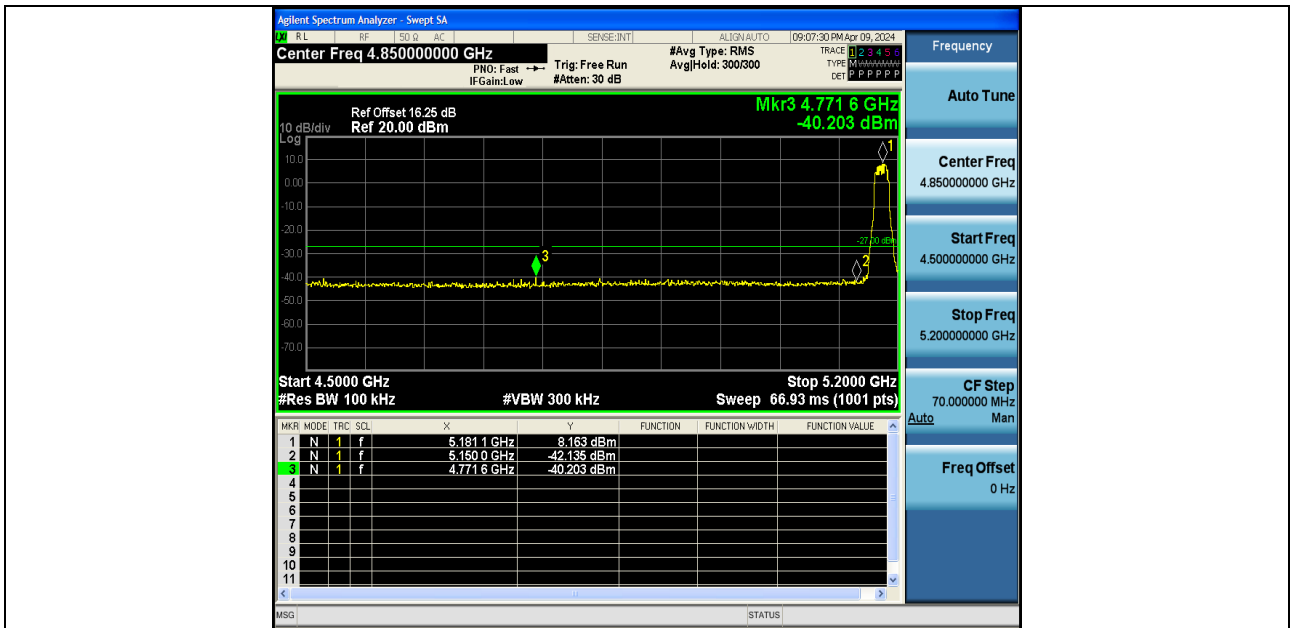 Agilent Spectrum Analyzer - Swept SA
LXI RL RF 50 Ω AC SENSE:INT ALIGN AUTO 09:07:30 PM Apr 09, 2024
Center Freq 4.850000000 GHz
PNO: Fast
IFGain:Low
Trig: Free Run
#Atten: 30 dB
#Avg Type: RMS
Avg|Hold: 300/300
TRACE 1 2 3 4 5 6
TYPE M
DET P P P P P P
Ref Offset 16.25 dB
10 dB/div Ref 20.00 dBm
Log
Mkr3 4.771 6 GHz
-40.203 dBm
10.0
0.00
-10.0
-20.0
-30.0
-40.0
-50.0
-60.0
-70.0
1
-27.00 dBm
3
2
Start 4.5000 GHz Stop 5.2000 GHz
#Res BW 100 kHz #VBW 300 kHz Sweep 66.93 ms (1001 pts)
MKR MODE TRC SCL X Y FUNCTION FUNCTION WIDTH FUNCTION VALUE
1 N 1 f 5.181 1 GHz 8.163 dBm
2 N 1 f 5.150 0 GHz -42.135 dBm
3 N 1 f 4.771 6 GHz -40.203 dBm
4
5
6
7
8
9
10
11
MSG STATUS
Frequency
Auto Tune
Center Freq
4.850000000 GHz
Start Freq
4.500000000 GHz
Stop Freq
5.200000000 GHz
CF Step
70.000000 MHz
Auto Man
Freq Offset
0 Hz